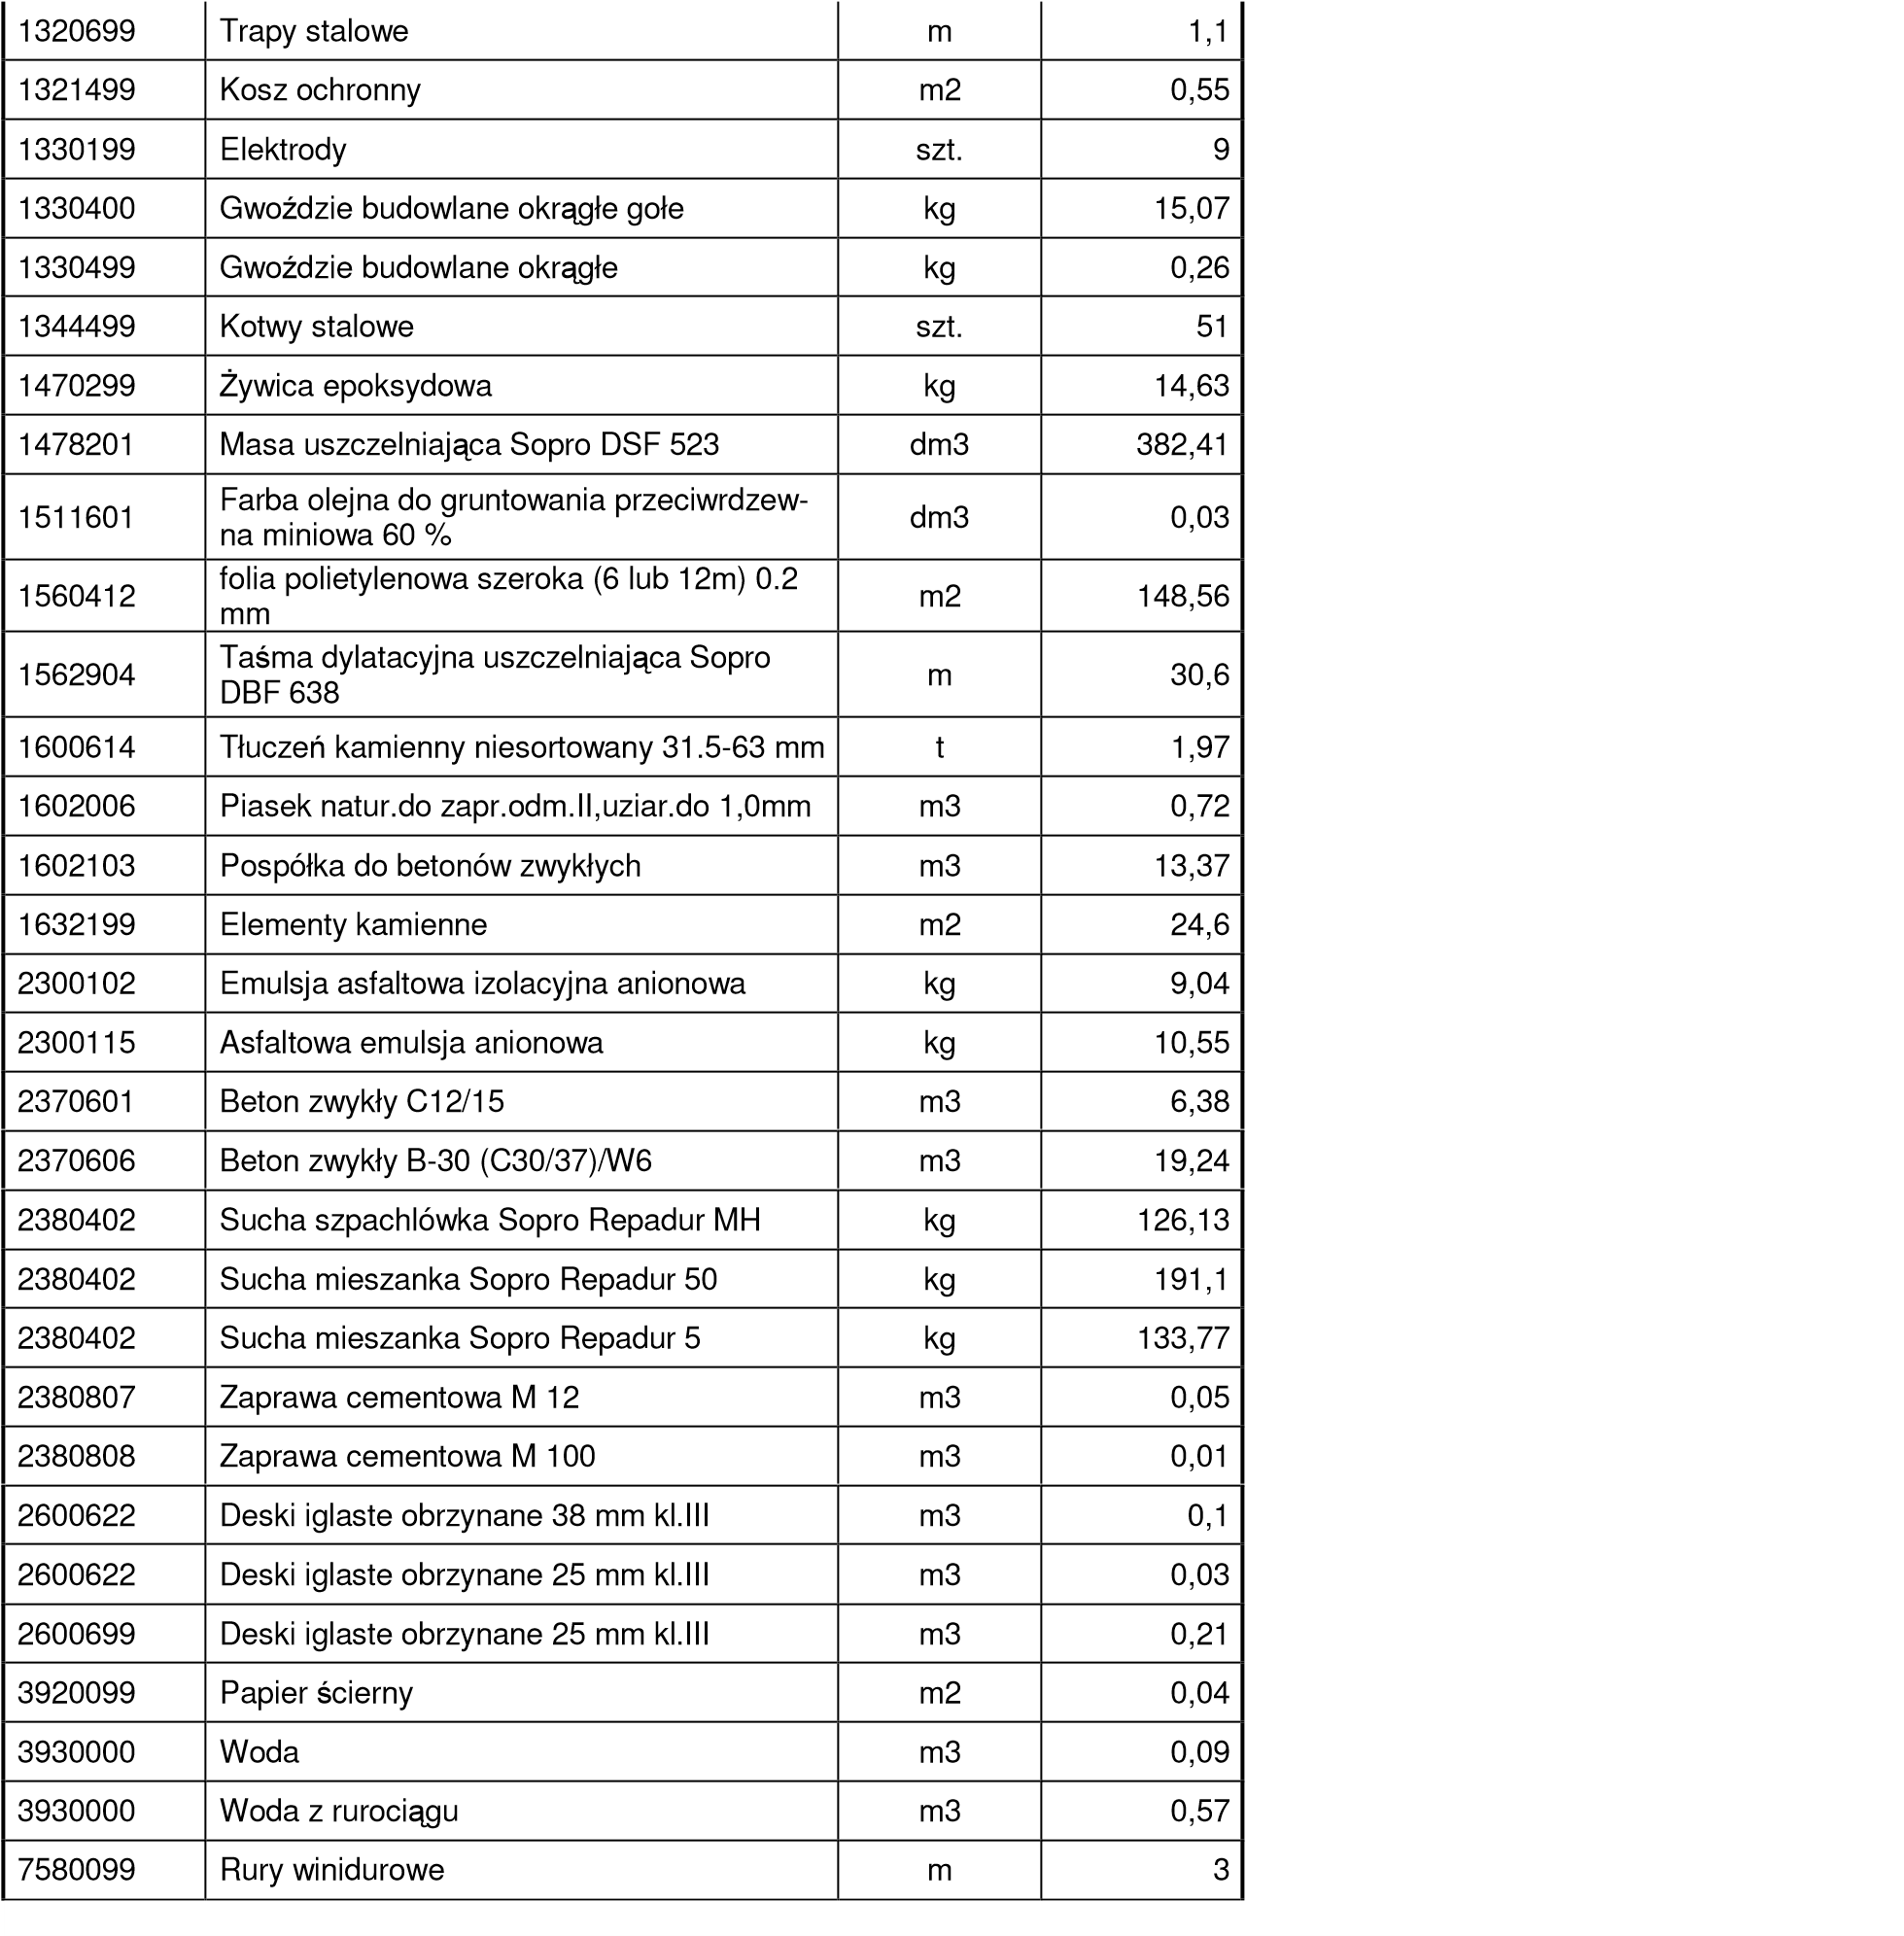 1320699 Trapy stalowe m 1,1
1321499 Kosz ochronny m2 0,55
1330199 Elektrody szt. 9
1330400 Gwoździe budowlane okrągłe gołe kg 15,07
1330499 Gwoździe budowlane okrągłe kg 0,26
1344499 Kotwy stalowe szt. 51
1470299 Żywica epoksydowa kg 14,63
1478201 Masa uszczelniająca Sopro DSF 523 dm3 382,41
1511601 Farba olejna do gruntowania przeciwrdzew- dm3 0,03
na miniowa 60 %
1560412 folia polietylenowa szeroka (6 lub 12m) 0.2 m2 148,56
mm
1562904 Taśma dylatacyjna uszczelniająca Sopro m 30,6
DBF 638
1600614 Tłuczeń kamienny niesortowany 31.5-63 mm t 1,97
1602006 Piasek natur.do zapr.odm.II,uziar.do 1,0mm m3 0,72
1602103 Pospółka do betonów zwykłych m3 13,37
1632199 Elementy kamienne m2 24,6
2300102 Emulsja asfaltowa izolacyjna anionowa kg 9,04
2300115 Asfaltowa emulsja anionowa kg 10,55
2370601 Beton zwykły C12/15 m3 6,38
2370606 Beton zwykły B-30 (C30/37)/W6 m3 19,24
2380402 Sucha szpachlówka Sopro Repadur MH kg 126,13
2380402 Sucha mieszanka Sopro Repadur 50 kg 191,1
2380402 Sucha mieszanka Sopro Repadur 5 kg 133,77
2380807 Zaprawa cementowa M 12 m3 0,05
2380808 Zaprawa cementowa M 100 m3 0,01
2600622 Deski iglaste obrzynane 38 mm kl.III m3 0,1
2600622 Deski iglaste obrzynane 25 mm kl.III m3 0,03
2600699 Deski iglaste obrzynane 25 mm kl.III m3 0,21
3920099 Papier ścierny m2 0,04
3930000 Woda m3 0,09
3930000 Woda z rurociągu m3 0,57
7580099 Rury winidurowe m 3